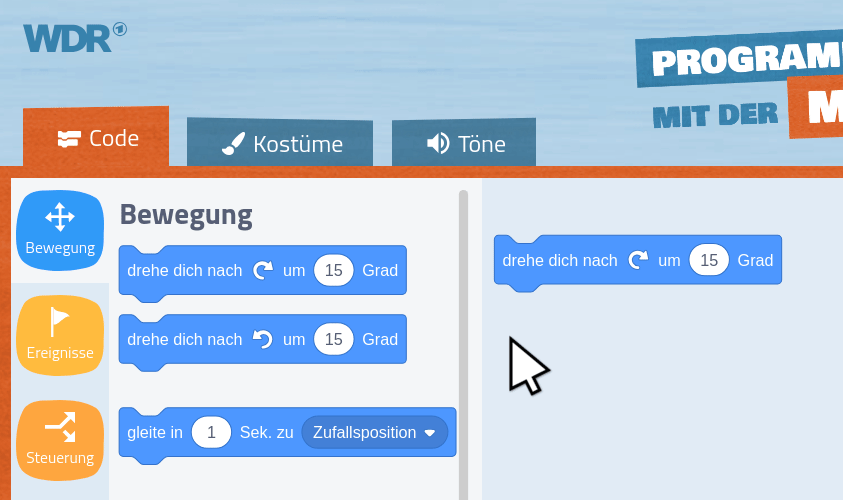 WDR
PROGRAM
MIT DER
Code
Kostüme
Töne
Bewegung
Ereignisse
Steuerung
Bewegung
drehe dich nach um 15 Grad
drehe dich nach um 15 Grad
gleite in 1 Sek. zu Zufallsposition
drehe dich nach um 15 Grad